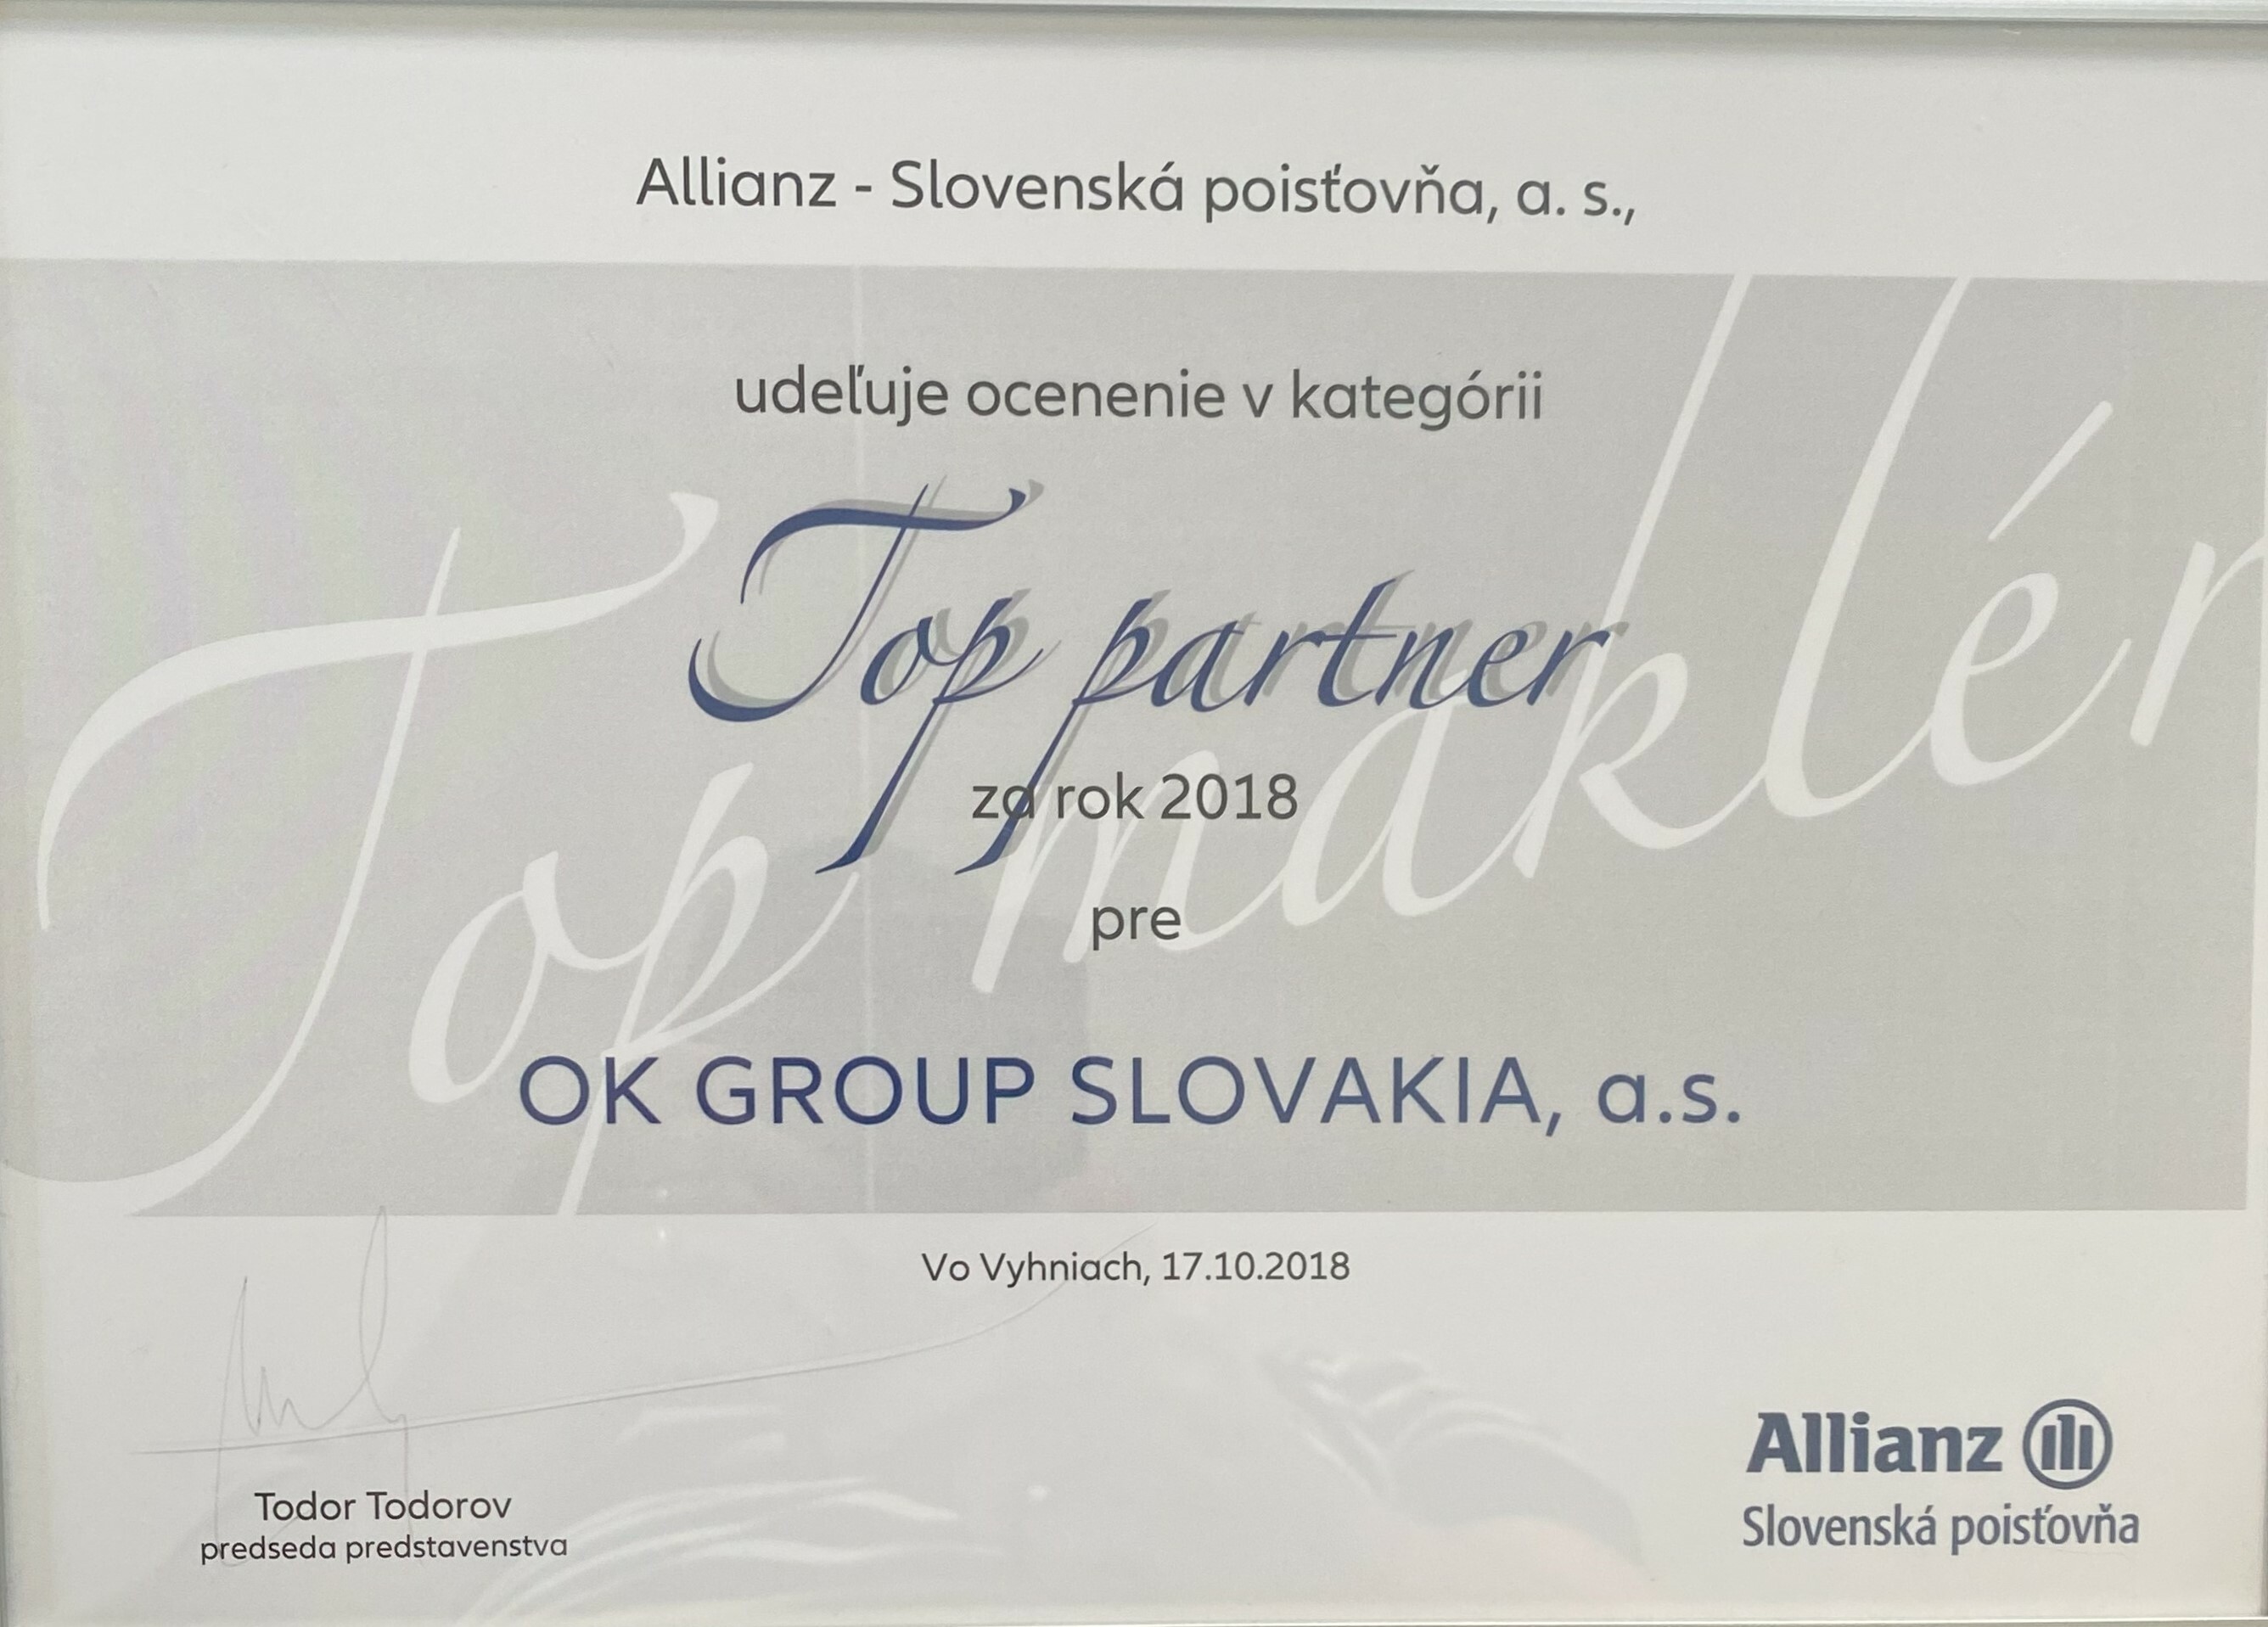 Allianz - Slovenská poisťovňa, a. s.,
udeľuje ocenenie v kategórii
Top partner
Top maklér
za rok 2018
pre
OK GROUP SLOVAKIA, a.s.
Vo Vyhniach, 17.10.2018
Todor Todorov
predseda predstavenstva
Allianz
Slovenská poisťovňa